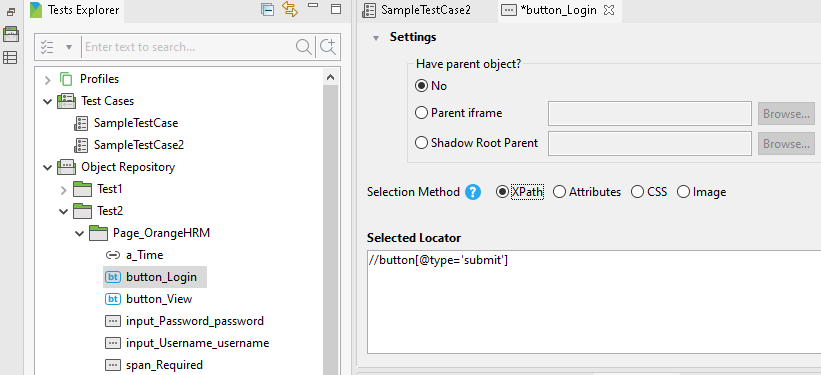 Tests Explorer
Enter text to search...
Profiles
Test Cases
SampleTestCase
SampleTestCase2
Object Repository
Test1
Test2
Page_OrangeHRM
a_Time
bt button_Login
bt button_View
input_Password_password
input_Username_username
span_Required
SampleTestCase2 *button_Login
Settings
Have parent object?
No
Parent iframe Browse...
Shadow Root Parent Browse...
Selection Method ? XPath Attributes CSS Image
Selected Locator
//button[@type='submit']